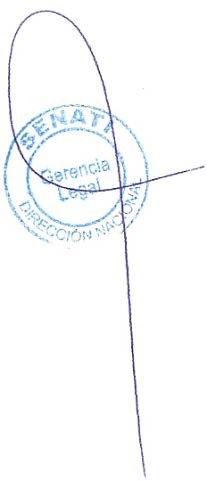 SENATI
Gerencia
Legal
DIRECCIÓN NACIONAL